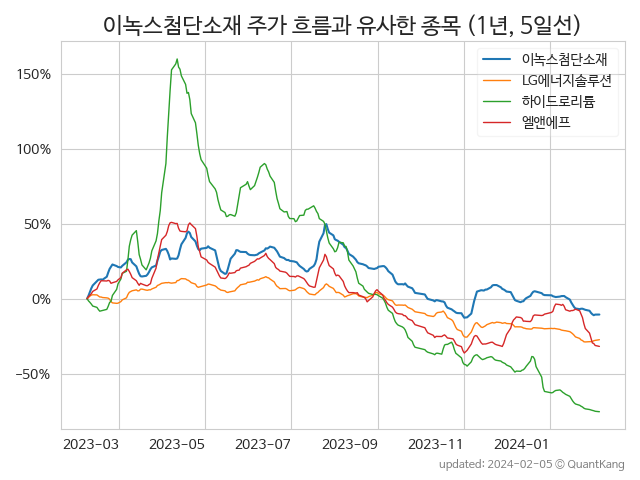 이녹스첨단소재 주가 흐름과 유사한 종목 (1년, 5일선)
이녹스첨단소재
LG에너지솔루션
하이드로리튬
엘앤에프
150%
100%
50%
0%
−50%
2023-03 2023-05 2023-07 2023-09 2023-11 2024-01
updated: 2024-02-05 © QuantKang